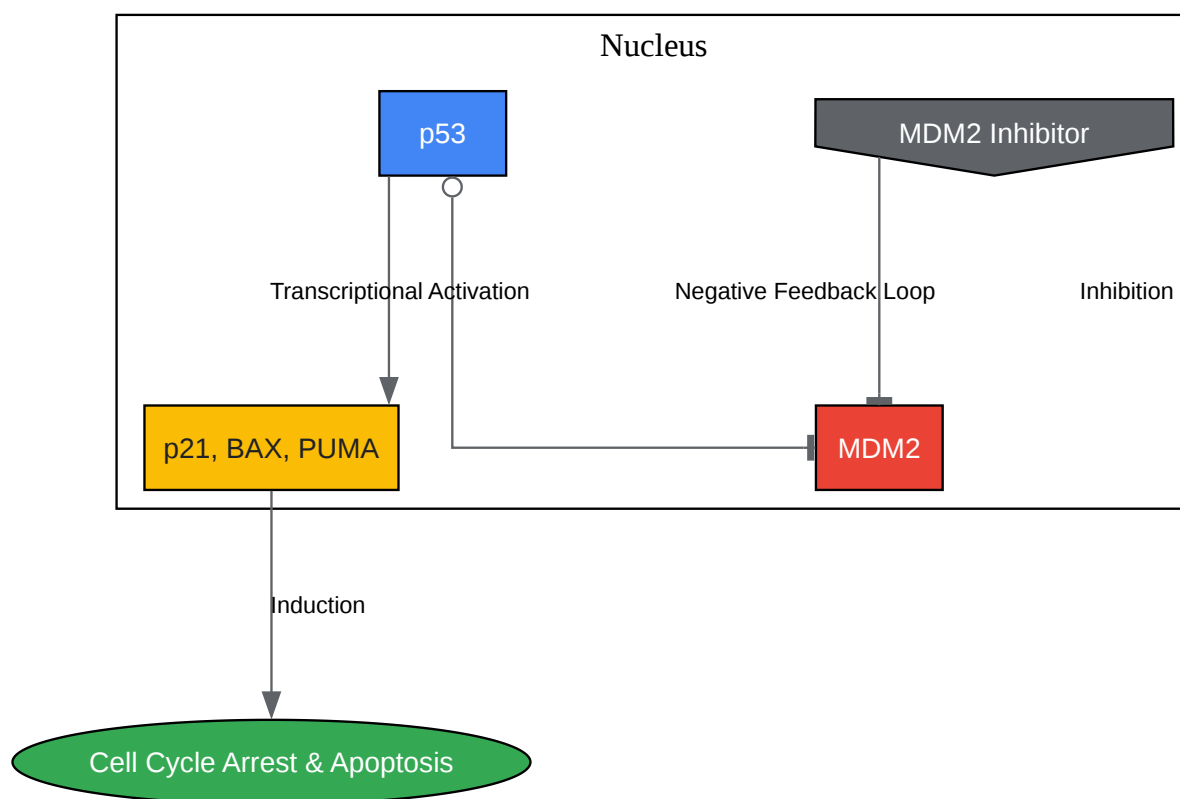 Nucleus
p53
MDM2 Inhibitor
Transcriptional Activation
Negative Feedback Loop
Inhibition
p21, BAX, PUMA
MDM2
Induction
Cell Cycle Arrest & Apoptosis